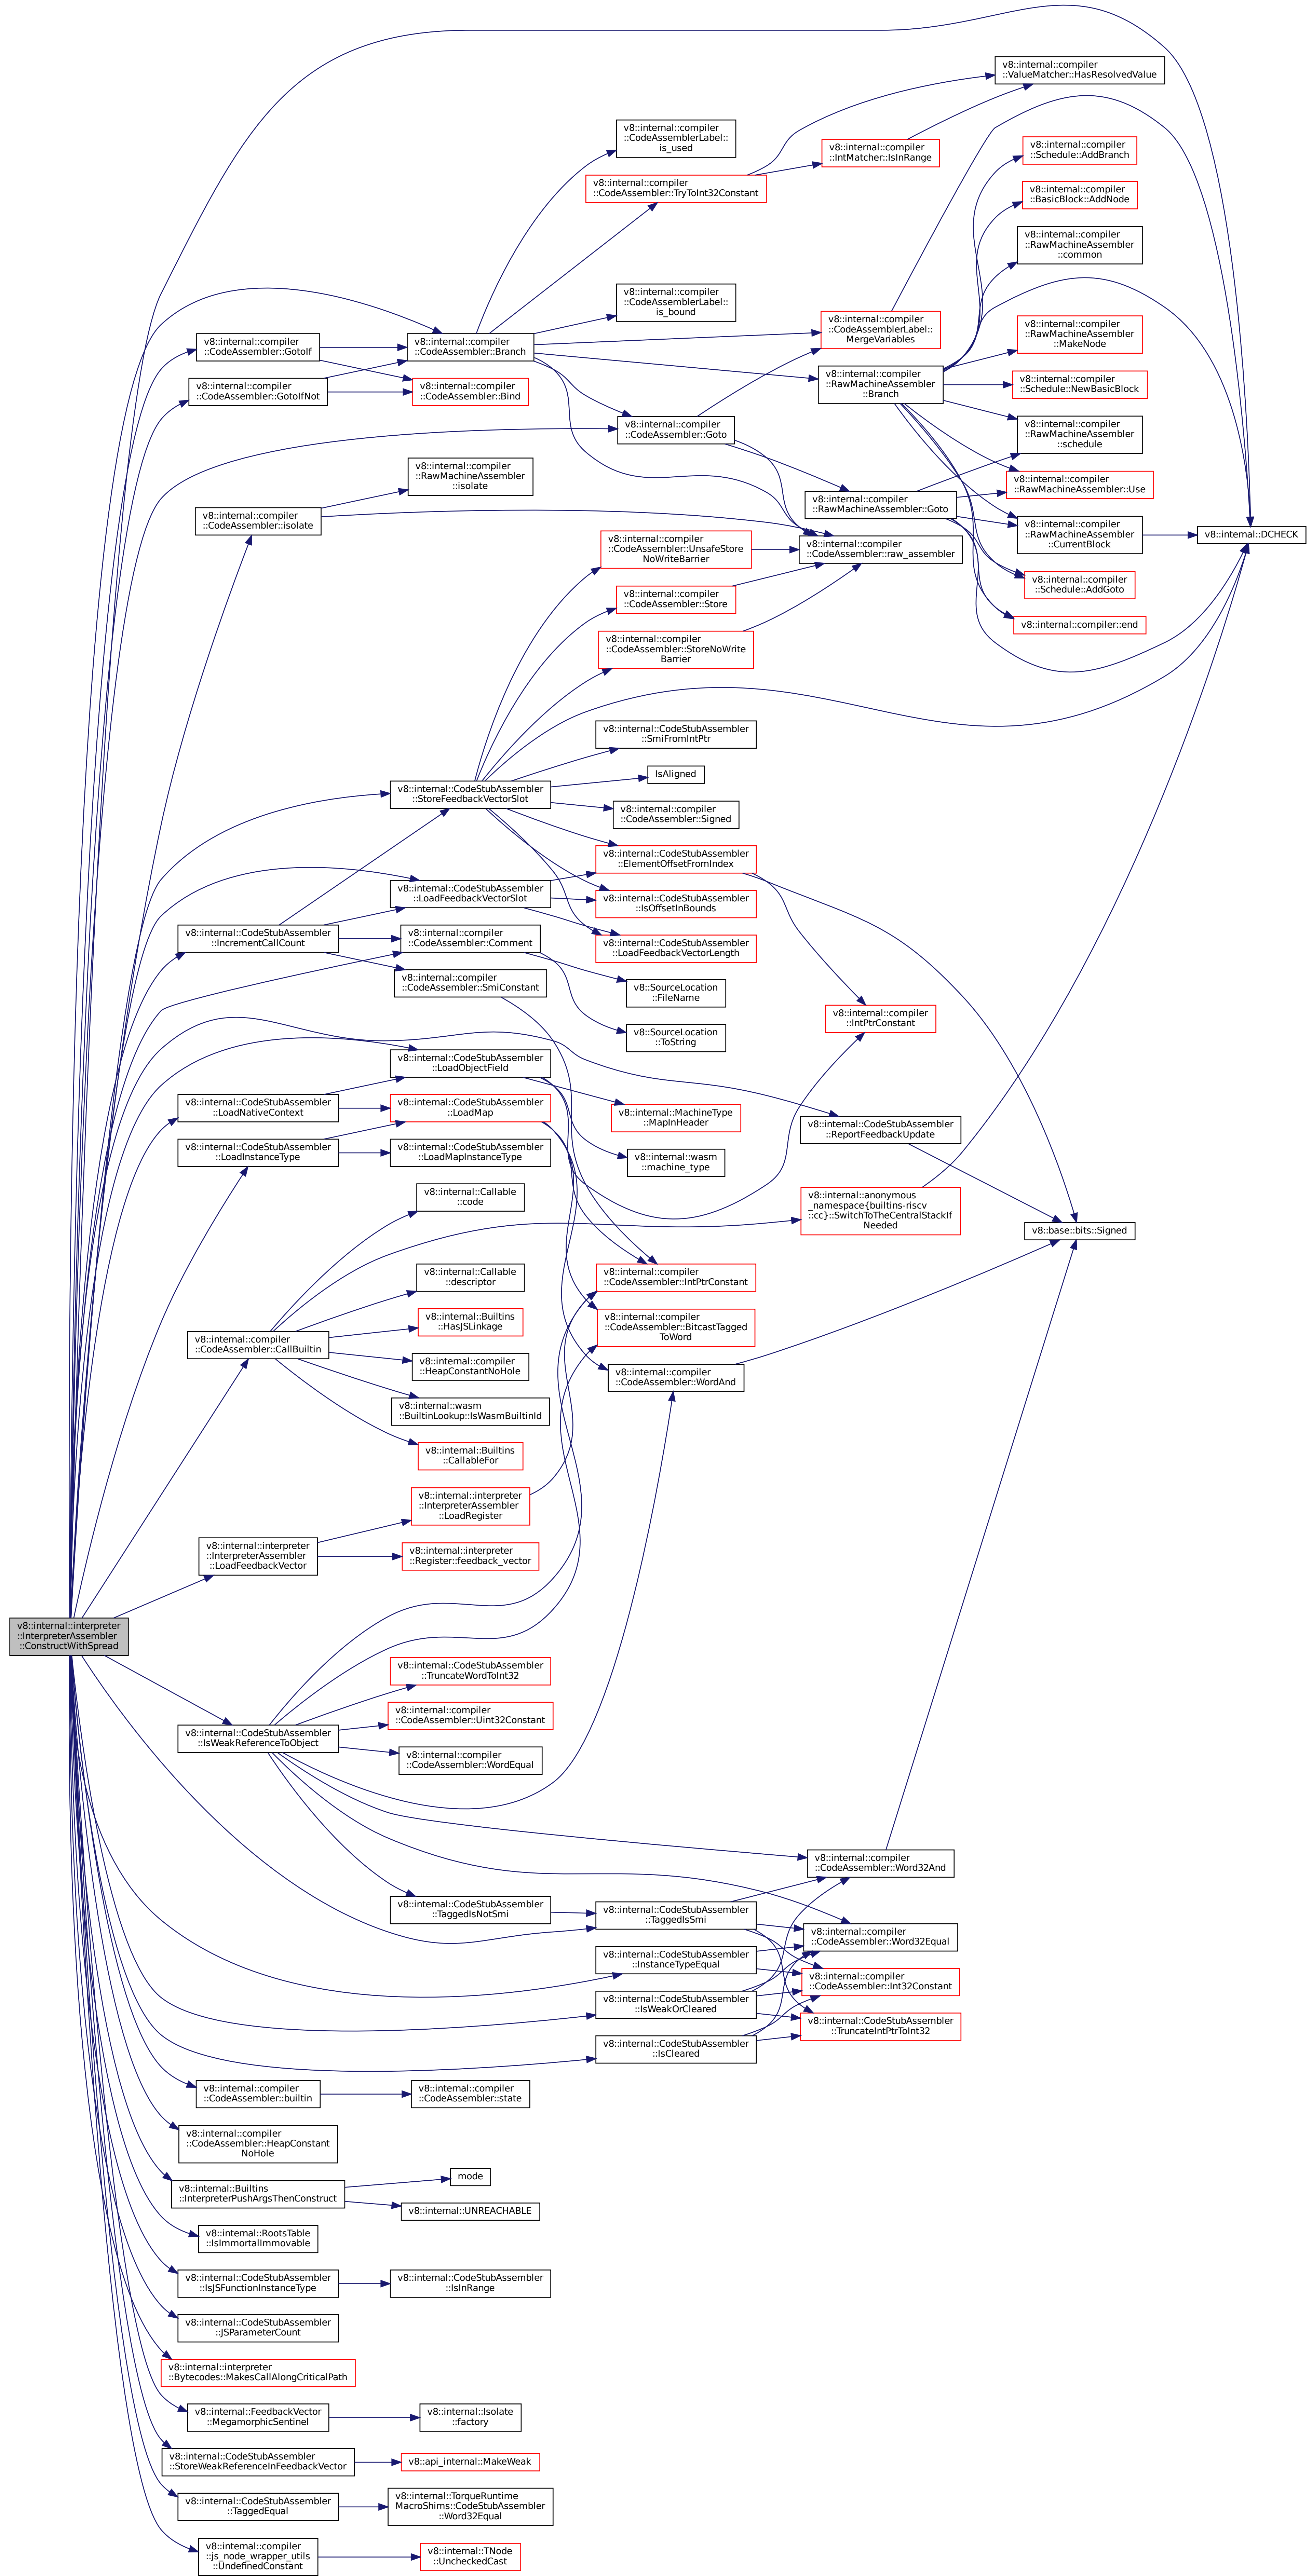 v8::internal::compiler
::ValueMatcher::HasResolvedValue
v8::internal::compiler
::CodeAssemblerLabel::
is_used
v8::internal::compiler
::IntMatcher::IsInRange
v8::internal::compiler
::Schedule::AddBranch
v8::internal::compiler
::CodeAssembler::TryToInt32Constant
v8::internal::compiler
::BasicBlock::AddNode
v8::internal::compiler
::RawMachineAssembler
::common
v8::internal::compiler
::CodeAssemblerLabel::
is_bound
v8::internal::compiler
::CodeAssemblerLabel::
MergeVariables
v8::internal::compiler
::RawMachineAssembler
::MakeNode
v8::internal::compiler
::CodeAssembler::GotoIf
v8::internal::compiler
::CodeAssembler::Branch
v8::internal::compiler
::RawMachineAssembler
::Branch
v8::internal::compiler
::Schedule::NewBasicBlock
v8::internal::compiler
::CodeAssembler::GotoIfNot
v8::internal::compiler
::CodeAssembler::Bind
v8::internal::compiler
::CodeAssembler::Goto
v8::internal::compiler
::RawMachineAssembler
::schedule
v8::internal::compiler
::RawMachineAssembler
::isolate
v8::internal::compiler
::RawMachineAssembler::Use
v8::internal::compiler
::CodeAssembler::isolate
v8::internal::compiler
::RawMachineAssembler::Goto
v8::internal::compiler
::RawMachineAssembler
::CurrentBlock
v8::internal::DCHECK
v8::internal::compiler
::CodeAssembler::UnsafeStore
NoWriteBarrier
v8::internal::compiler
::CodeAssembler::raw_assembler
v8::internal::compiler
::CodeAssembler::Store
v8::internal::compiler
::Schedule::AddGoto
v8::internal::compiler::end
v8::internal::compiler
::CodeAssembler::StoreNoWrite
Barrier
v8::internal::CodeStubAssembler
::SmiFromIntPtr
IsAligned
v8::internal::CodeStubAssembler
::StoreFeedbackVectorSlot
v8::internal::compiler
::CodeAssembler::Signed
v8::internal::CodeStubAssembler
::ElementOffsetFromIndex
v8::internal::CodeStubAssembler
::LoadFeedbackVectorSlot
v8::internal::CodeStubAssembler
::IsOffsetInBounds
v8::internal::CodeStubAssembler
::IncrementCallCount
v8::internal::compiler
::CodeAssembler::Comment
v8::internal::CodeStubAssembler
::LoadFeedbackVectorLength
v8::internal::compiler
::CodeAssembler::SmiConstant
v8::SourceLocation
::FileName
v8::internal::compiler
::IntPtrConstant
v8::SourceLocation
::ToString
v8::internal::CodeStubAssembler
::LoadObjectField
v8::internal::CodeStubAssembler
::LoadNativeContext
v8::internal::CodeStubAssembler
::LoadMap
v8::internal::MachineType
::MapInHeader
v8::internal::CodeStubAssembler
::ReportFeedbackUpdate
v8::internal::CodeStubAssembler
::LoadInstanceType
v8::internal::CodeStubAssembler
::LoadMapInstanceType
v8::internal::wasm
::machine_type
v8::internal::Callable
::code
v8::internal::anonymous
_namespace{builtins-riscv
::cc}::SwitchToTheCentralStackIf
Needed
v8::base::bits::Signed
v8::internal::Callable
::descriptor
v8::internal::compiler
::CodeAssembler::IntPtrConstant
v8::internal::Builtins
::HasJSLinkage
v8::internal::compiler
::CodeAssembler::BitcastTagged
ToWord
v8::internal::compiler
::CodeAssembler::CallBuiltin
v8::internal::compiler
::HeapConstantNoHole
v8::internal::compiler
::CodeAssembler::WordAnd
v8::internal::wasm
::BuiltinLookup::IsWasmBuiltinId
v8::internal::Builtins
::CallableFor
v8::internal::interpreter
::InterpreterAssembler
::LoadRegister
v8::internal::interpreter
::InterpreterAssembler
::LoadFeedbackVector
v8::internal::interpreter
::Register::feedback_vector
v8::internal::interpreter
::InterpreterAssembler
::ConstructWithSpread
v8::internal::CodeStubAssembler
::TruncateWordToInt32
v8::internal::compiler
::CodeAssembler::Uint32Constant
v8::internal::CodeStubAssembler
::IsWeakReferenceToObject
v8::internal::compiler
::CodeAssembler::WordEqual
v8::internal::compiler
::CodeAssembler::Word32And
v8::internal::CodeStubAssembler
::TaggedIsNotSmi
v8::internal::CodeStubAssembler
::TaggedIsSmi
v8::internal::compiler
::CodeAssembler::Word32Equal
v8::internal::CodeStubAssembler
::InstanceTypeEqual
v8::internal::compiler
::CodeAssembler::Int32Constant
v8::internal::CodeStubAssembler
::IsWeakOrCleared
v8::internal::CodeStubAssembler
::TruncateIntPtrToInt32
v8::internal::CodeStubAssembler
::IsCleared
v8::internal::compiler
::CodeAssembler::builtin
v8::internal::compiler
::CodeAssembler::state
v8::internal::compiler
::CodeAssembler::HeapConstant
NoHole
v8::internal::Builtins
::InterpreterPushArgsThenConstruct
mode
v8::internal::UNREACHABLE
v8::internal::RootsTable
::IsImmortalImmovable
v8::internal::CodeStubAssembler
::IsJSFunctionInstanceType
v8::internal::CodeStubAssembler
::IsInRange
v8::internal::CodeStubAssembler
::JSParameterCount
v8::internal::interpreter
::Bytecodes::MakesCallAlongCriticalPath
v8::internal::FeedbackVector
::MegamorphicSentinel
v8::internal::Isolate
::factory
v8::internal::CodeStubAssembler
::StoreWeakReferenceInFeedbackVector
v8::api_internal::MakeWeak
v8::internal::CodeStubAssembler
::TaggedEqual
v8::internal::TorqueRuntime
MacroShims::CodeStubAssembler
::Word32Equal
v8::internal::compiler
::js_node_wrapper_utils
::UndefinedConstant
v8::internal::TNode
::UncheckedCast